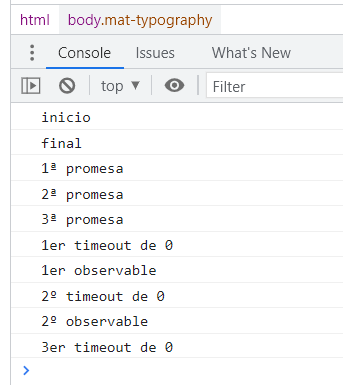 html body.mat-typography
Console Issues What's New
top ▼ Filter
inicio
final
1ª promesa
2ª promesa
3ª promesa
1er timeout de 0
1er observable
2º timeout de 0
2º observable
3er timeout de 0